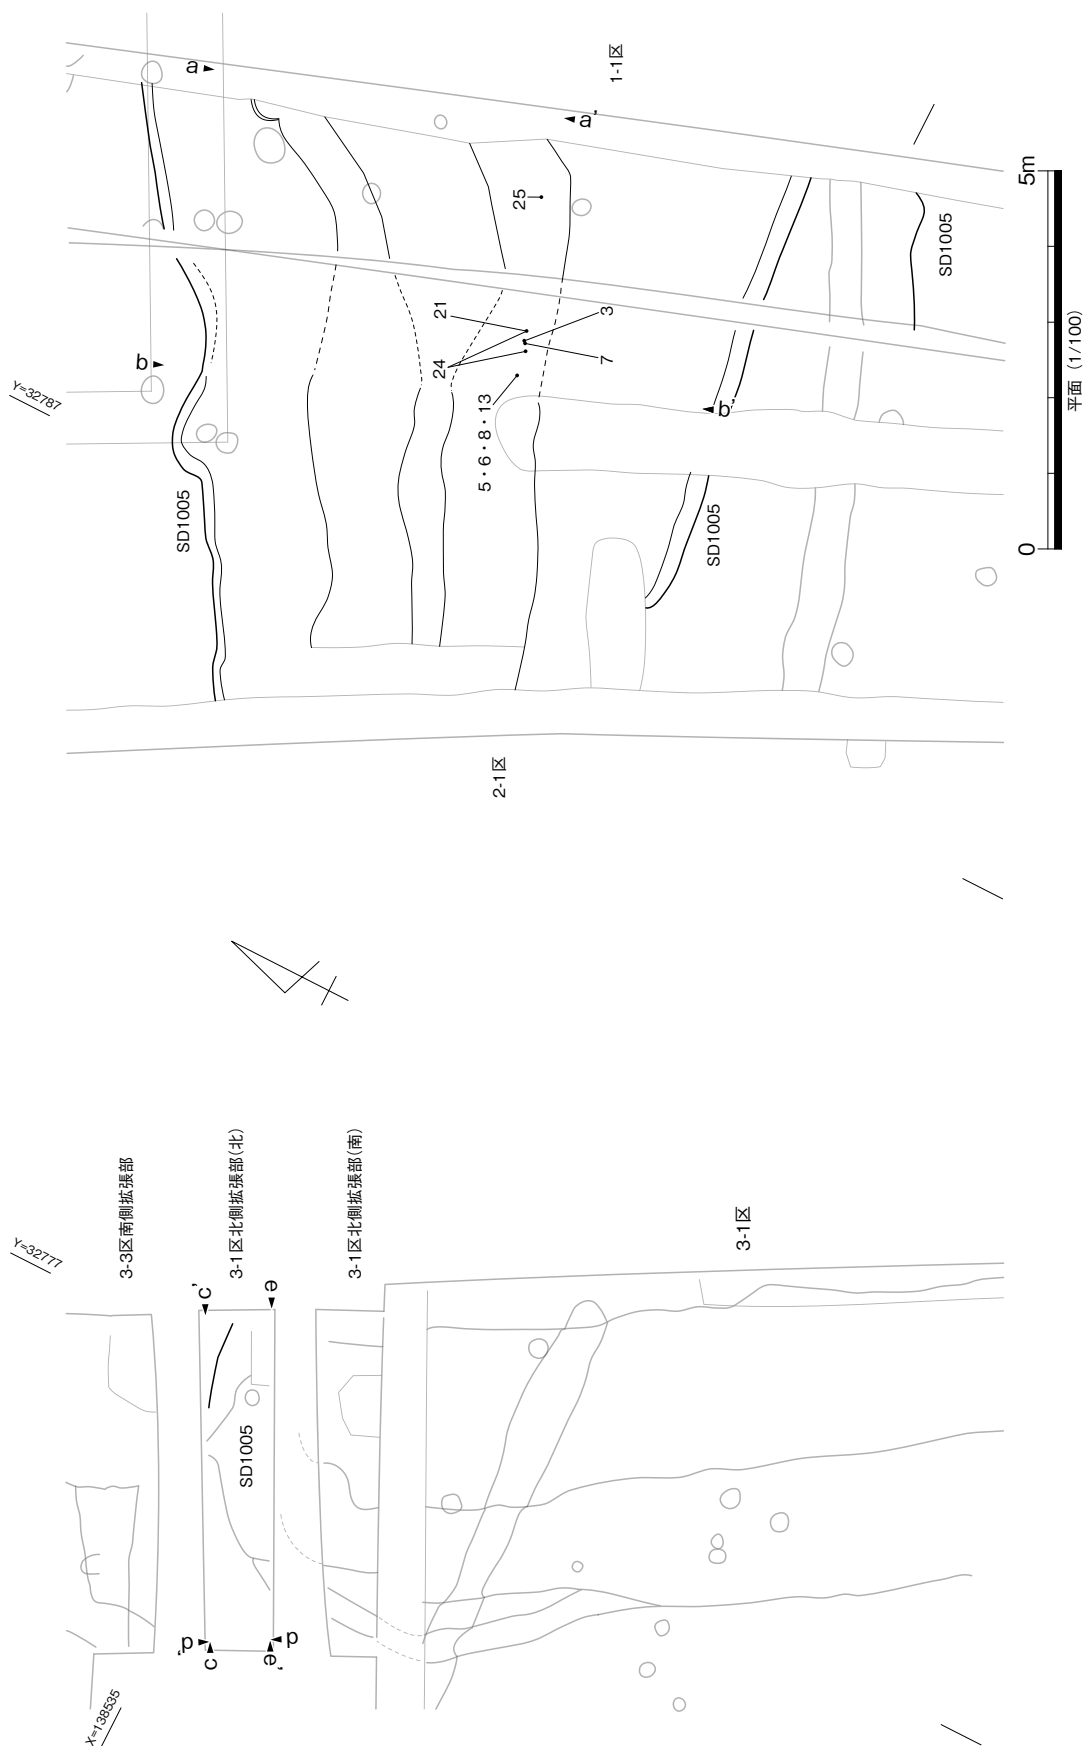 a
1-1区
a'
25
5m
SD1005
21
3
24
7
b
b'
平面（1/100）
Y=32787
5・6・8・13
SD1005
SD1005
0
2-1区
3-3区南側拡張部
3-1区北側拡張部（北）
3-1区北側拡張部（南）
3-1区
Y=32777
c'
e
SD1005
d'
d
c
e'
X=138535